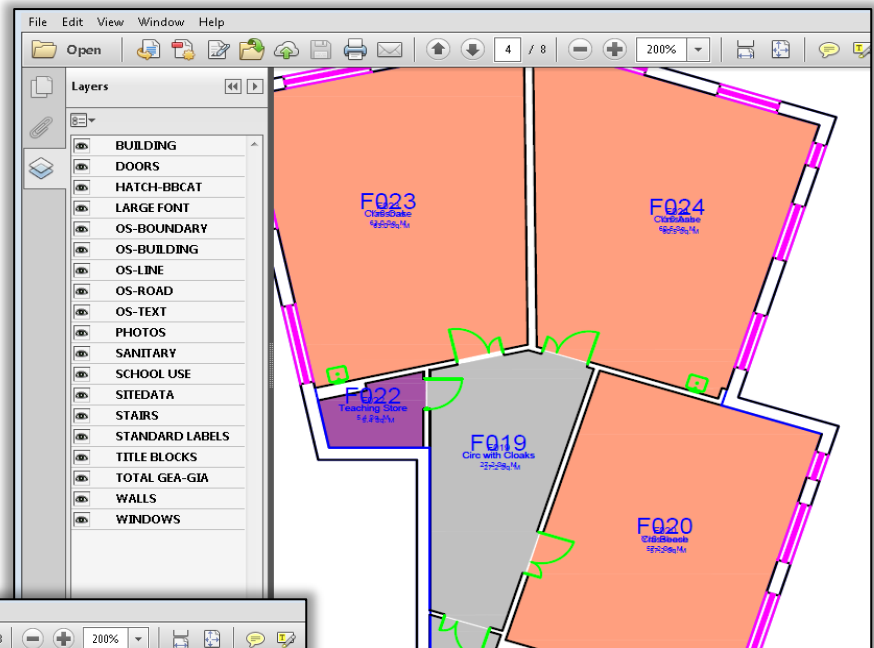 File Edit View Window Help
Open 4 / 8 200%
Layers
BUILDING
DOORS
HATCH-BBCAT
LARGE FONT
OS-BOUNDARY
OS-BUILDING
OS-LINE
OS-ROAD
OS-TEXT
PHOTOS
SANITARY
SCHOOL USE
SITEDATA
STAIRS
STANDARD LABELS
TITLE BLOCKS
TOTAL GEA-GIA
WALLS
WINDOWS
F023
F024
F022
Teaching Store
F019
Circ with Cloaks
F020
200%